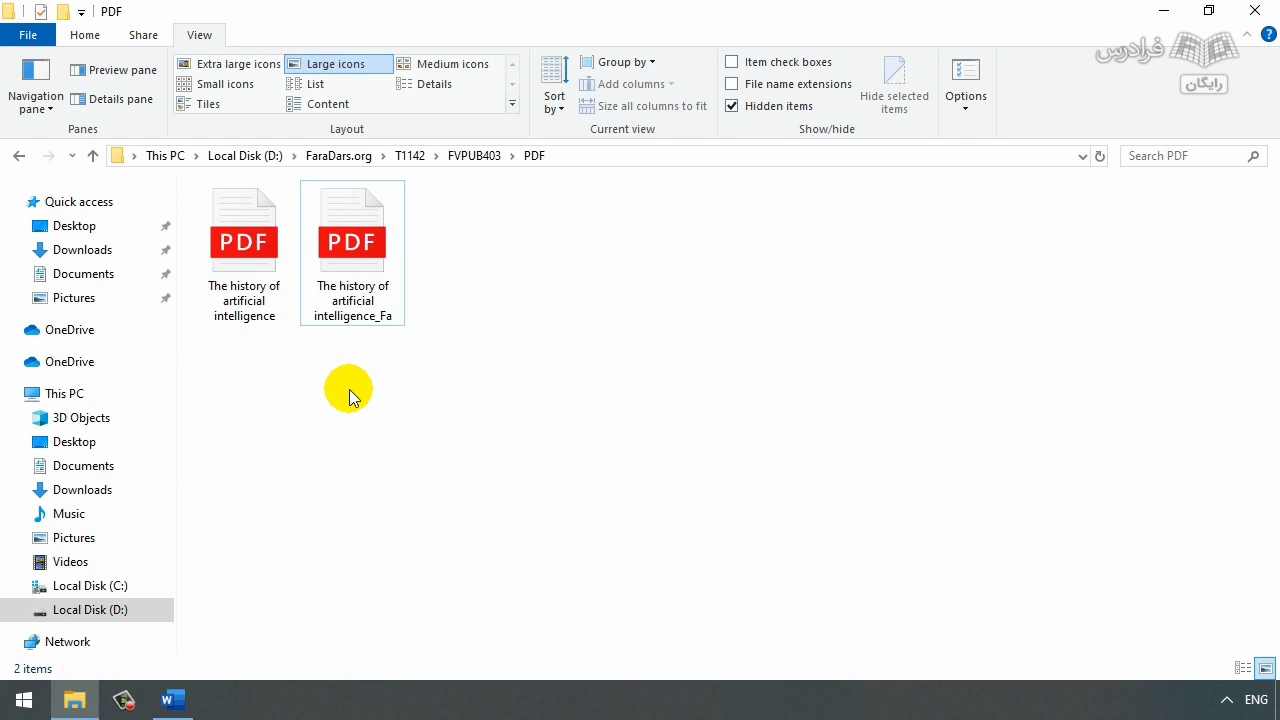 PDF
File
Home
Share
View
فرادرس
رایگان
Navigation pane
Preview pane
Details pane
Panes
Extra large icons
Large icons
Medium icons
Small icons
List
Details
Tiles
Content
Layout
Sort by
Group by
Add columns
Size all columns to fit
Current view
Item check boxes
File name extensions
Hidden items
Hide selected items
Show/hide
Options
This PC
Local Disk (D:)
FaraDars.org
T1142
FVPUB403
PDF
Search PDF
Quick access
Desktop
Downloads
Documents
Pictures
OneDrive
OneDrive
This PC
3D Objects
Desktop
Documents
Downloads
Music
Pictures
Videos
Local Disk (C:)
Local Disk (D:)
Network
PDF
The history of
artificial
intelligence
PDF
The history of
artificial
intelligence_Fa
2 items
ENG